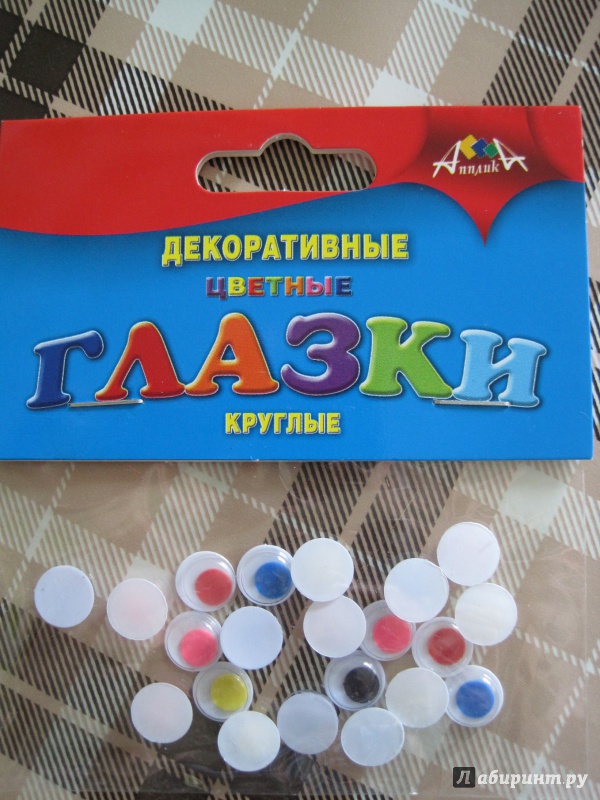 АппликА
ДЕКОРАТИВНЫЕ
ЦВЕТНЫЕ
ГЛАЗКИ
КРУГЛЫЕ
Лабиринт.ру